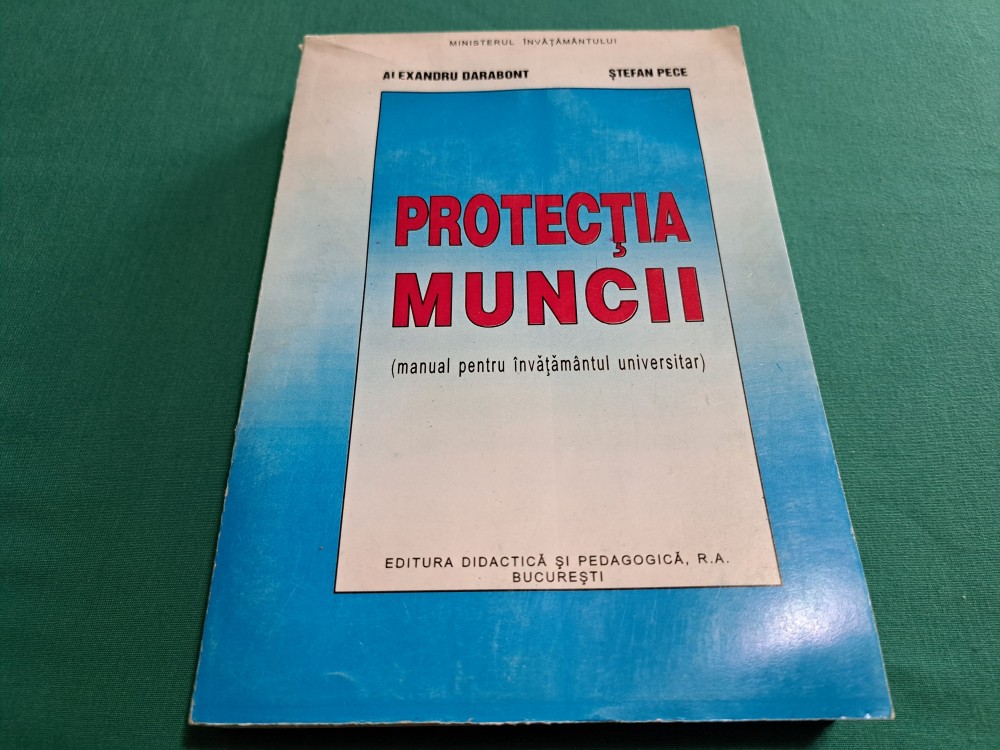 MINISTERUL ÎNVĂŢĂMÂNTULUI
ALEXANDRU DARABONT ŞTEFAN PECE
PROTECŢIA
MUNCII
(manual pentru învăţământul universitar)
EDITURA DIDACTICĂ ŞI PEDAGOGICĂ, R.A.
BUCUREŞTI